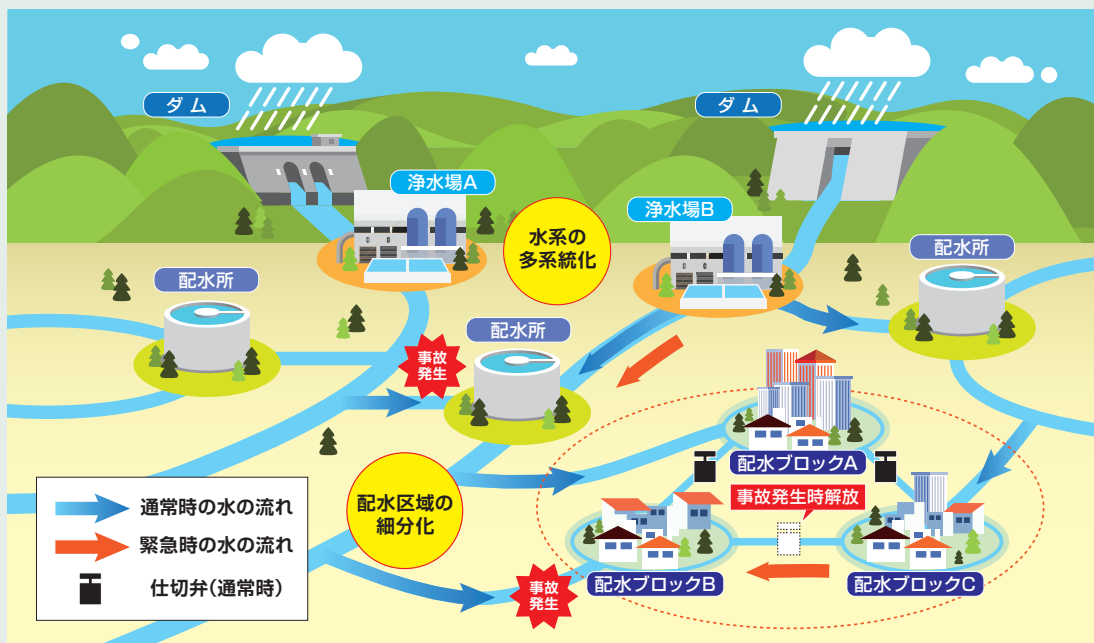 ダム
ダム
浄水場A
浄水場B
水系の
多系統化
配水所
配水所
配水所
事故
発生
配水ブロックA
配水区域の
細分化
事故発生時解放
通常時の水の流れ
緊急時の水の流れ
仕切弁(通常時)
事故
発生
配水ブロックB
配水ブロックC